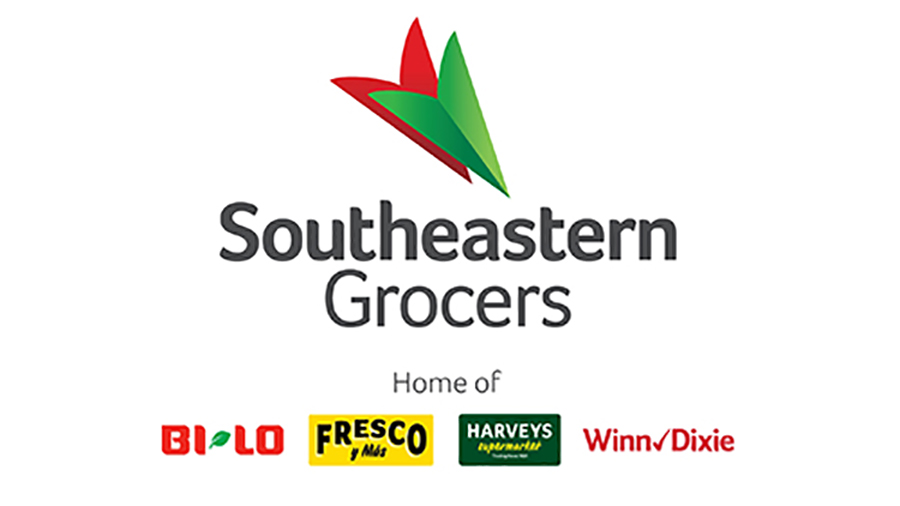 Southeastern
Grocers
Home of
BI-LO
FRESCO
y Más
HARVEYS
supermarket
Winn✓Dixie